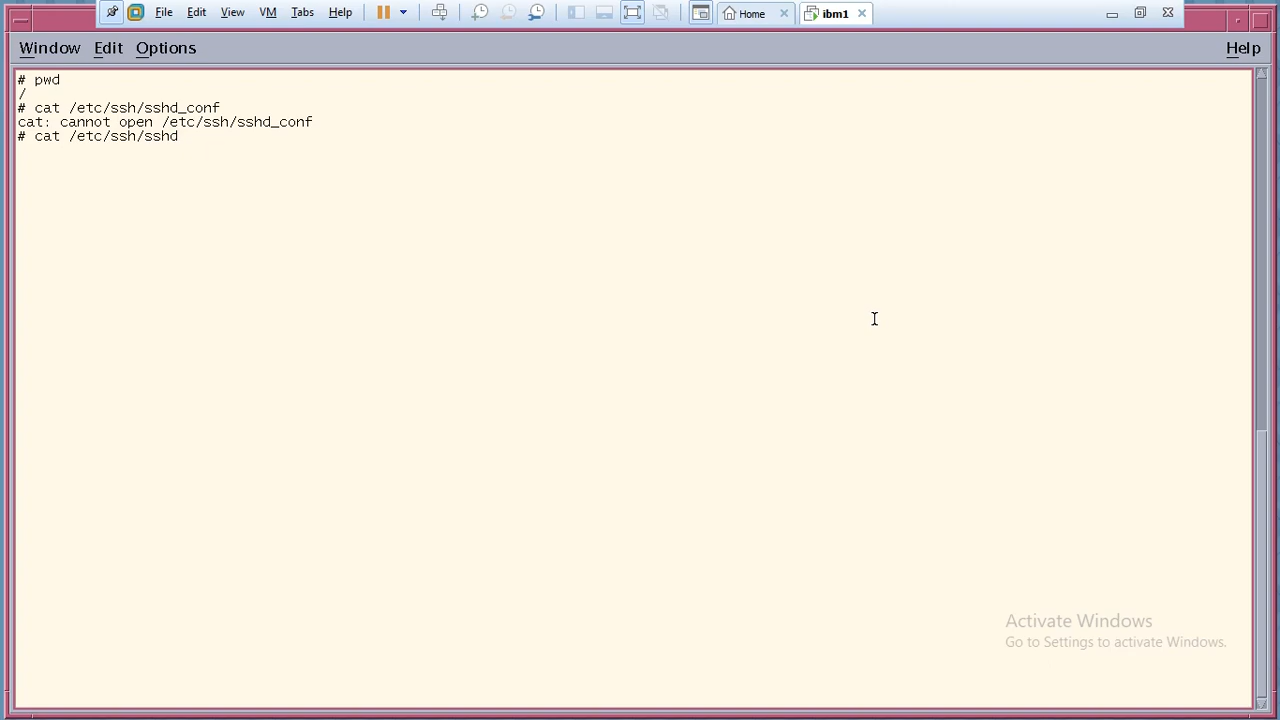 File Edit View VM Tabs Help Home ibm1
Window Edit Options Help
# pwd
/
# cat /etc/ssh/sshd_conf
cat: cannot open /etc/ssh/sshd_conf
# cat /etc/ssh/sshd
Activate Windows
Go to Settings to activate Windows.